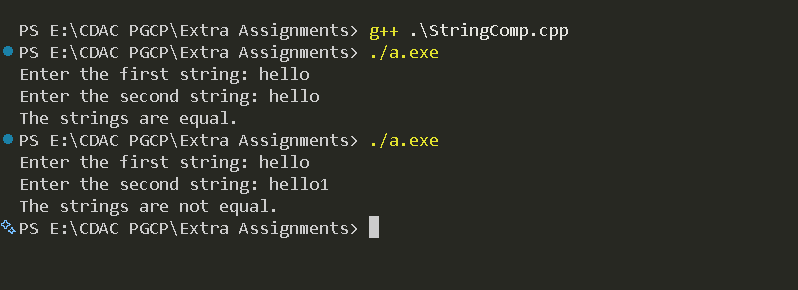 PS E:\CDAC PGCP\Extra Assignments> g++ .\StringComp.cpp
PS E:\CDAC PGCP\Extra Assignments> ./a.exe
Enter the first string: hello
Enter the second string: hello
The strings are equal.
PS E:\CDAC PGCP\Extra Assignments> ./a.exe
Enter the first string: hello
Enter the second string: hello1
The strings are not equal.
PS E:\CDAC PGCP\Extra Assignments>